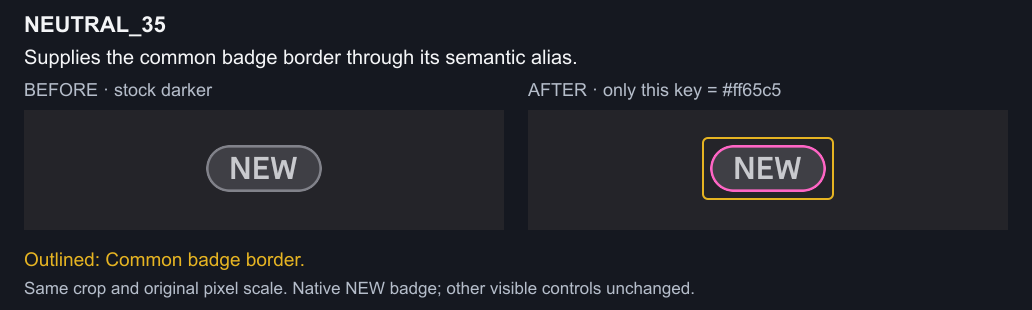 NEUTRAL_35
Supplies the common badge border through its semantic alias.
BEFORE · stock darker
AFTER · only this key = #ff65c5
NEW
NEW
Outlined: Common badge border.
Same crop and original pixel scale. Native NEW badge; other visible controls unchanged.